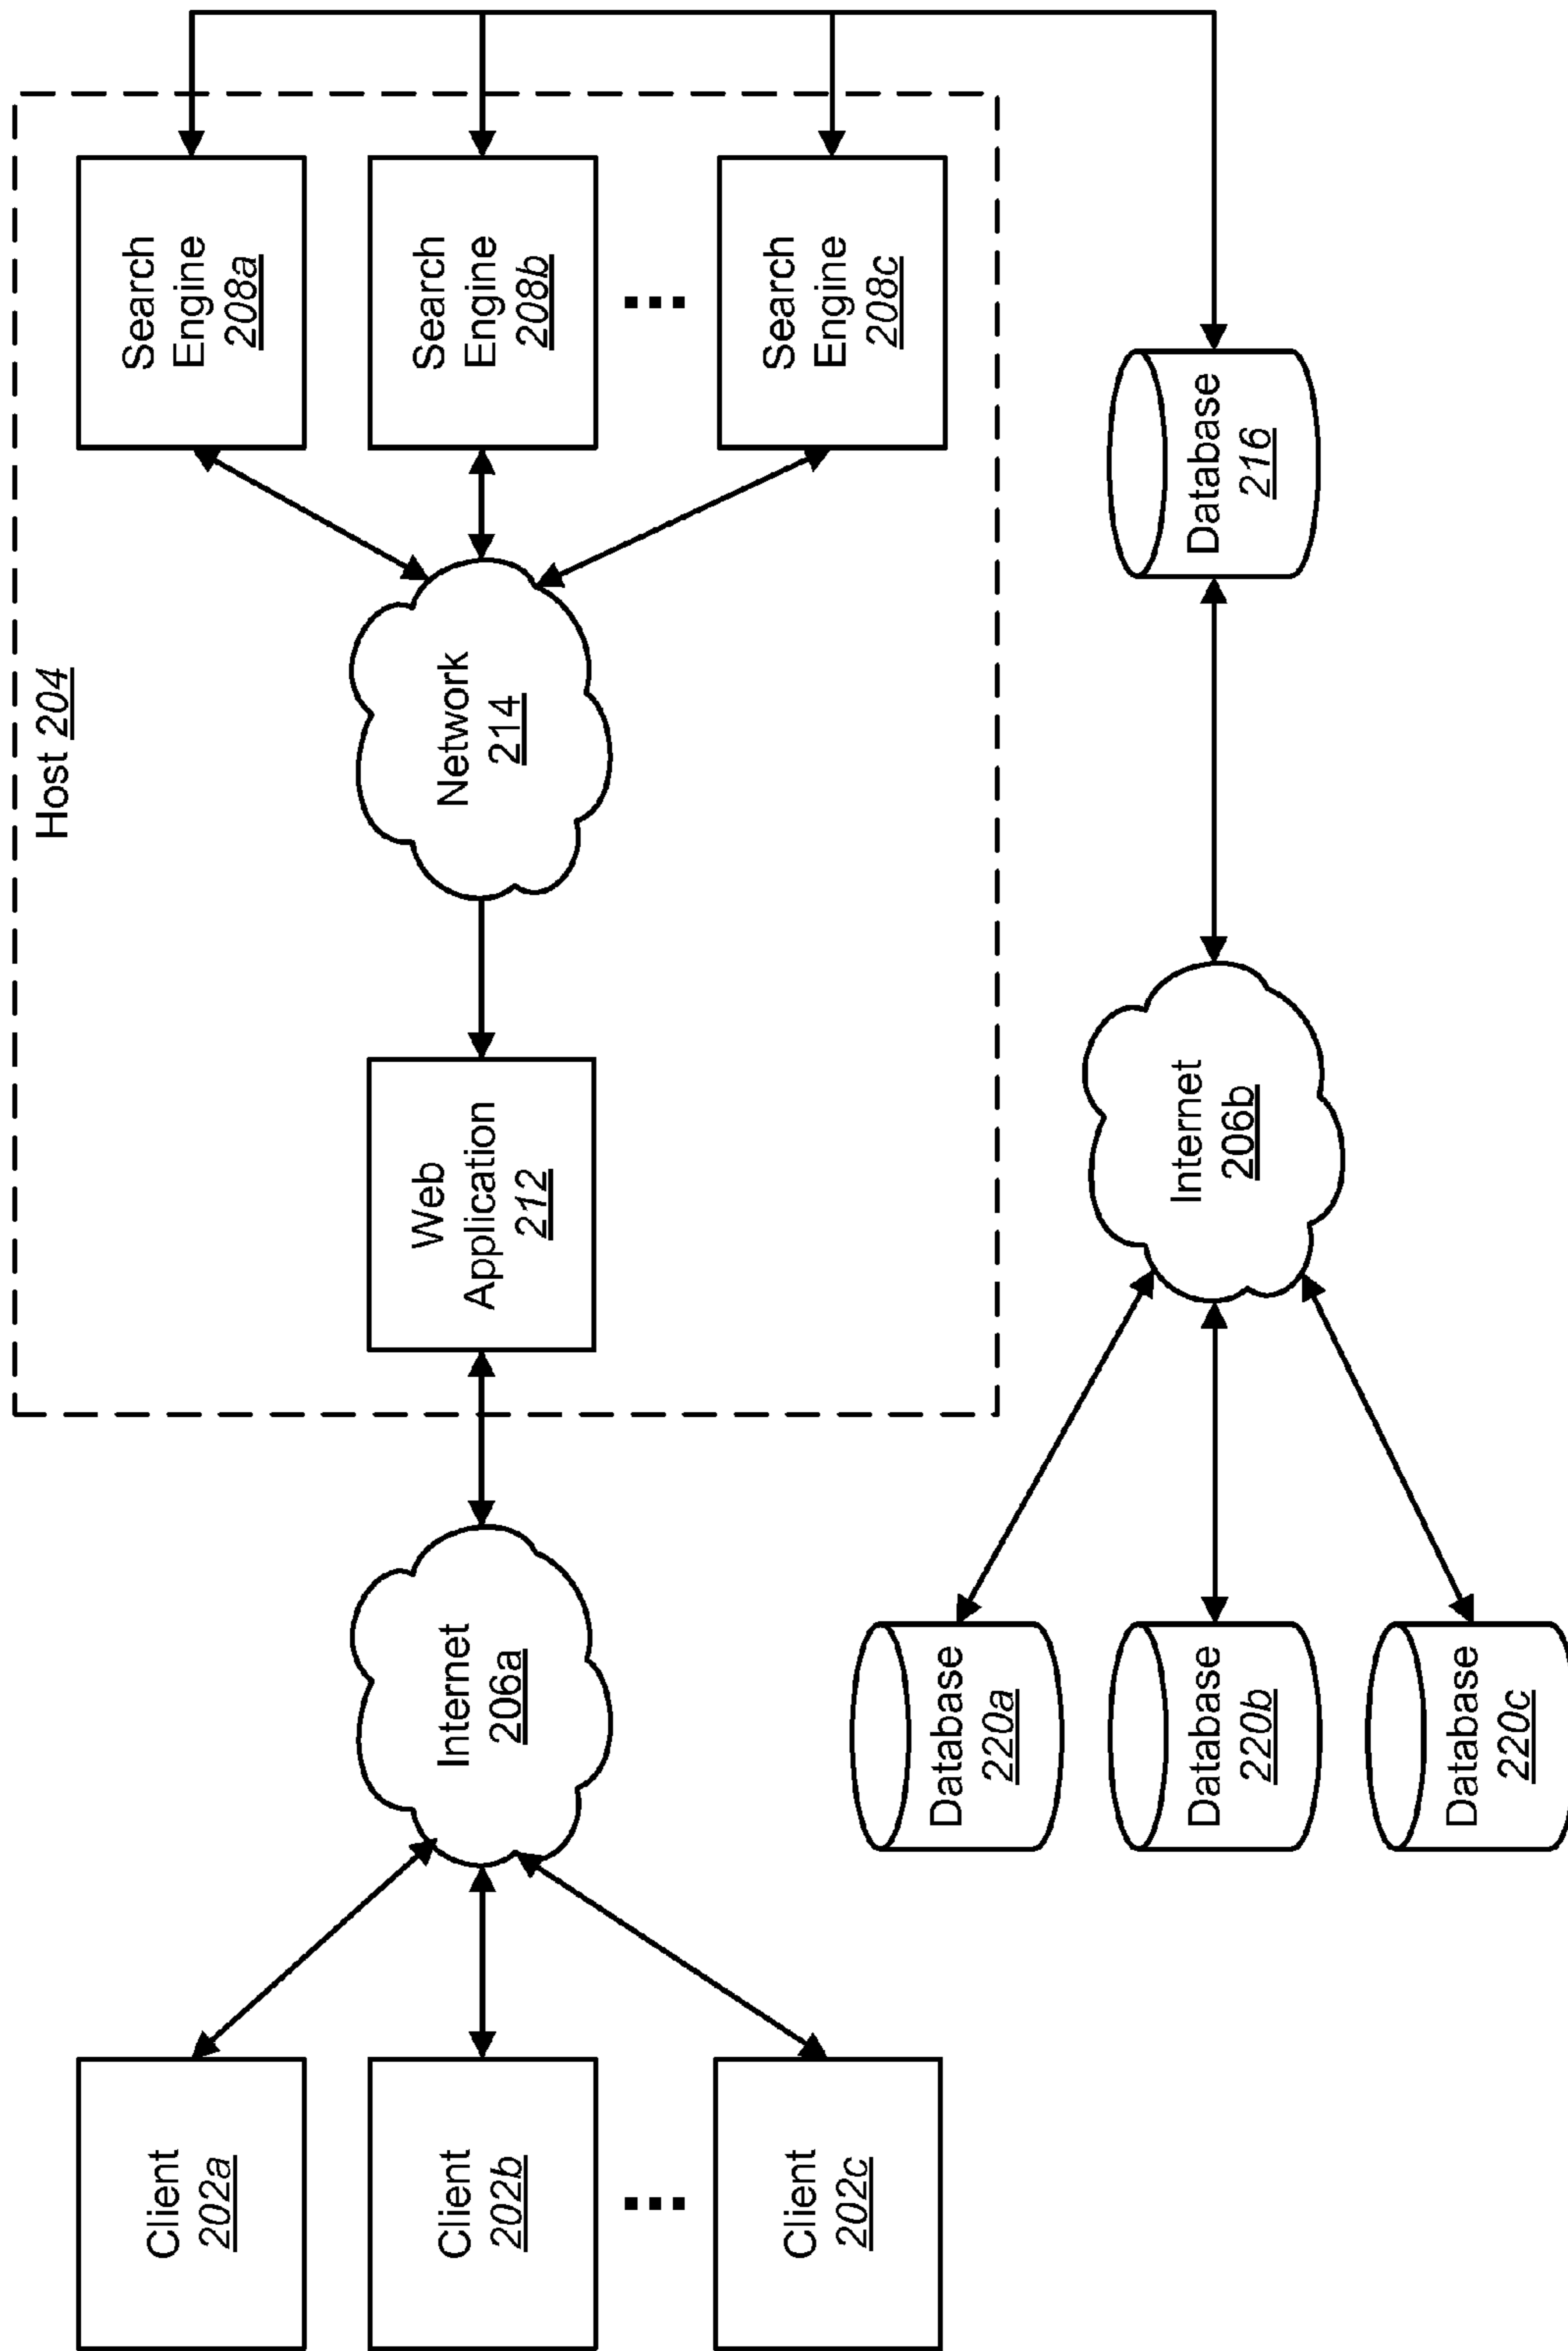 Host 204
Client
202a
Client
202b
...
Client
202c
Internet
206a
Web
Application
212
Network
214
Search
Engine
208a
Search
Engine
208b
...
Search
Engine
208c
Database
220a
Database
220b
Database
220c
Internet
206b
Database
216